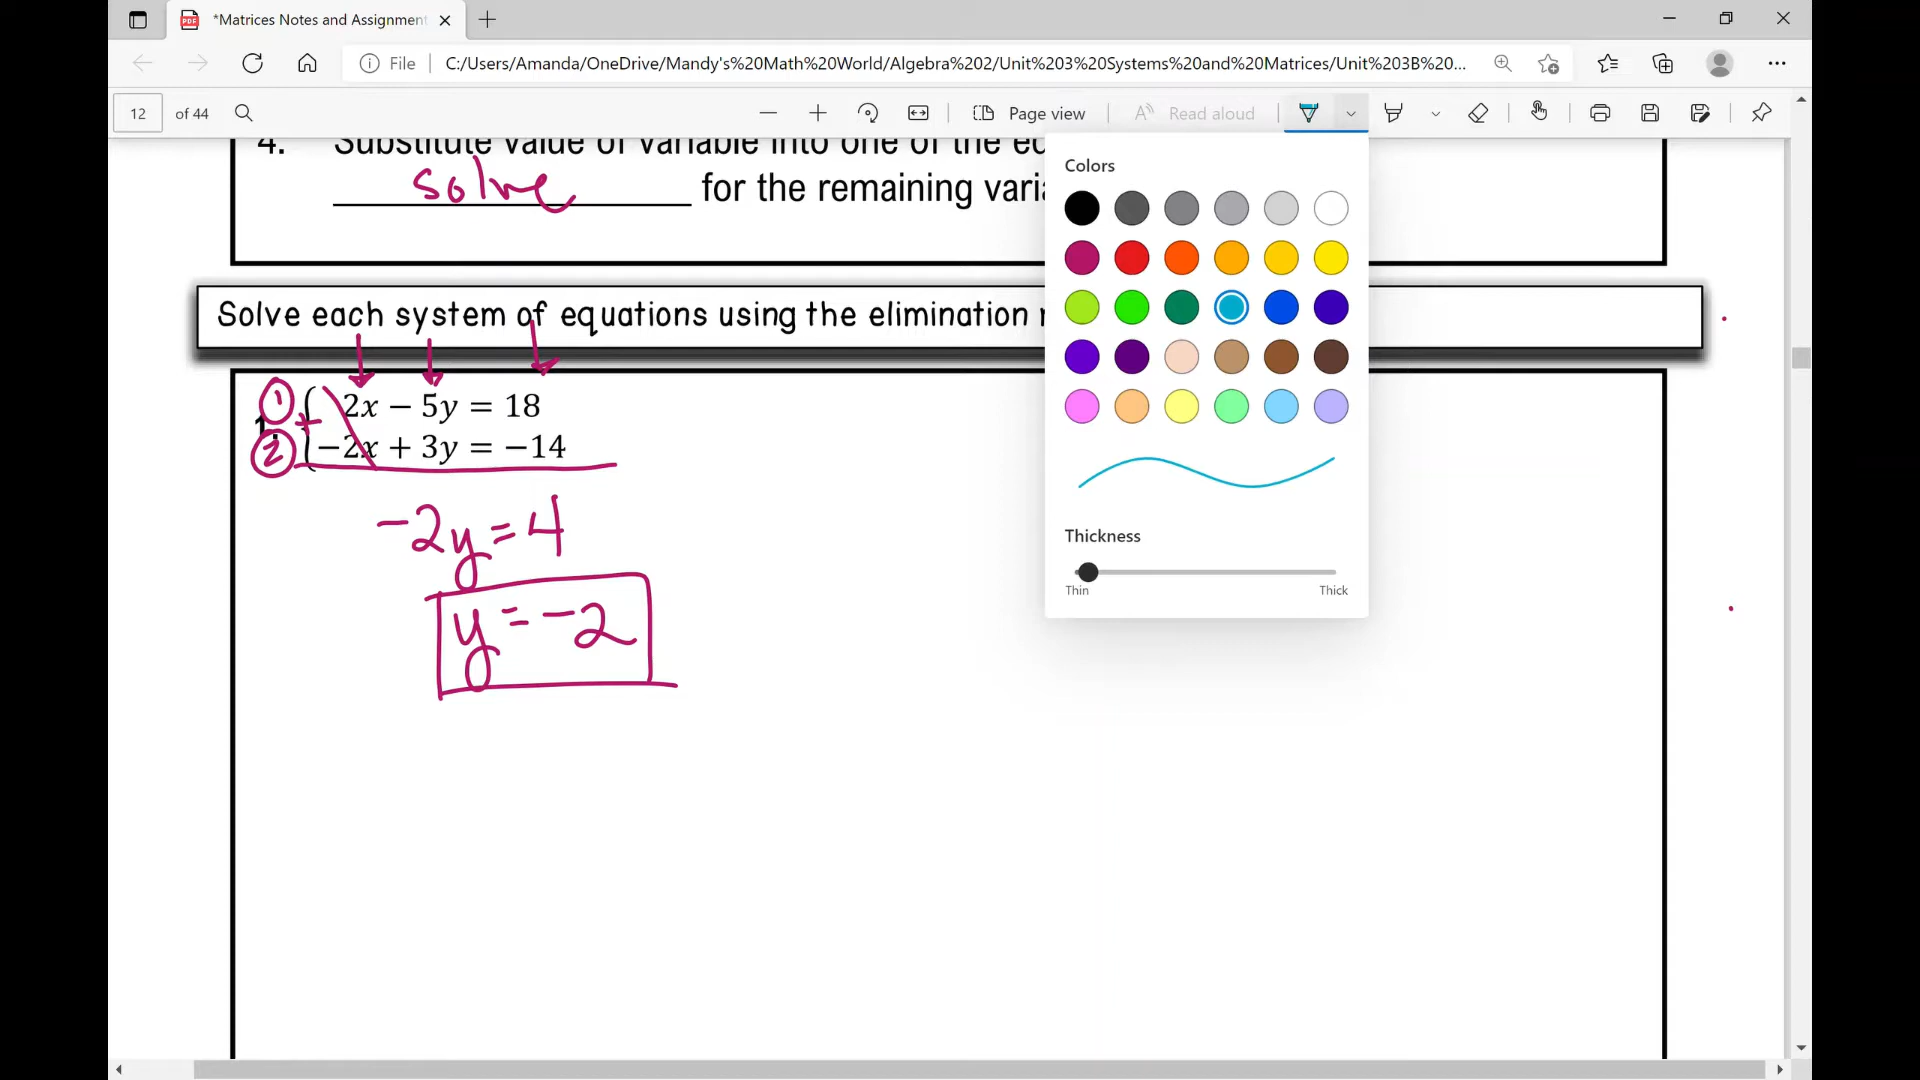 *Matrices Notes and Assignment
File C:/Users/Amanda/OneDrive/Mandy's%20Math%20World/Algebra%202/Unit%203%20Systems%20and%20Matrices/Unit%203B%20...
12 of 44 Page view Read aloud
4. Substitute value of variable into one of the
solve for the remaining
Colors
Solve each system of equations using the elimination
① 2x − 5y = 18
+
② −2x + 3y = −14
-2y = 4
y = -2
Thickness
Thin Thick